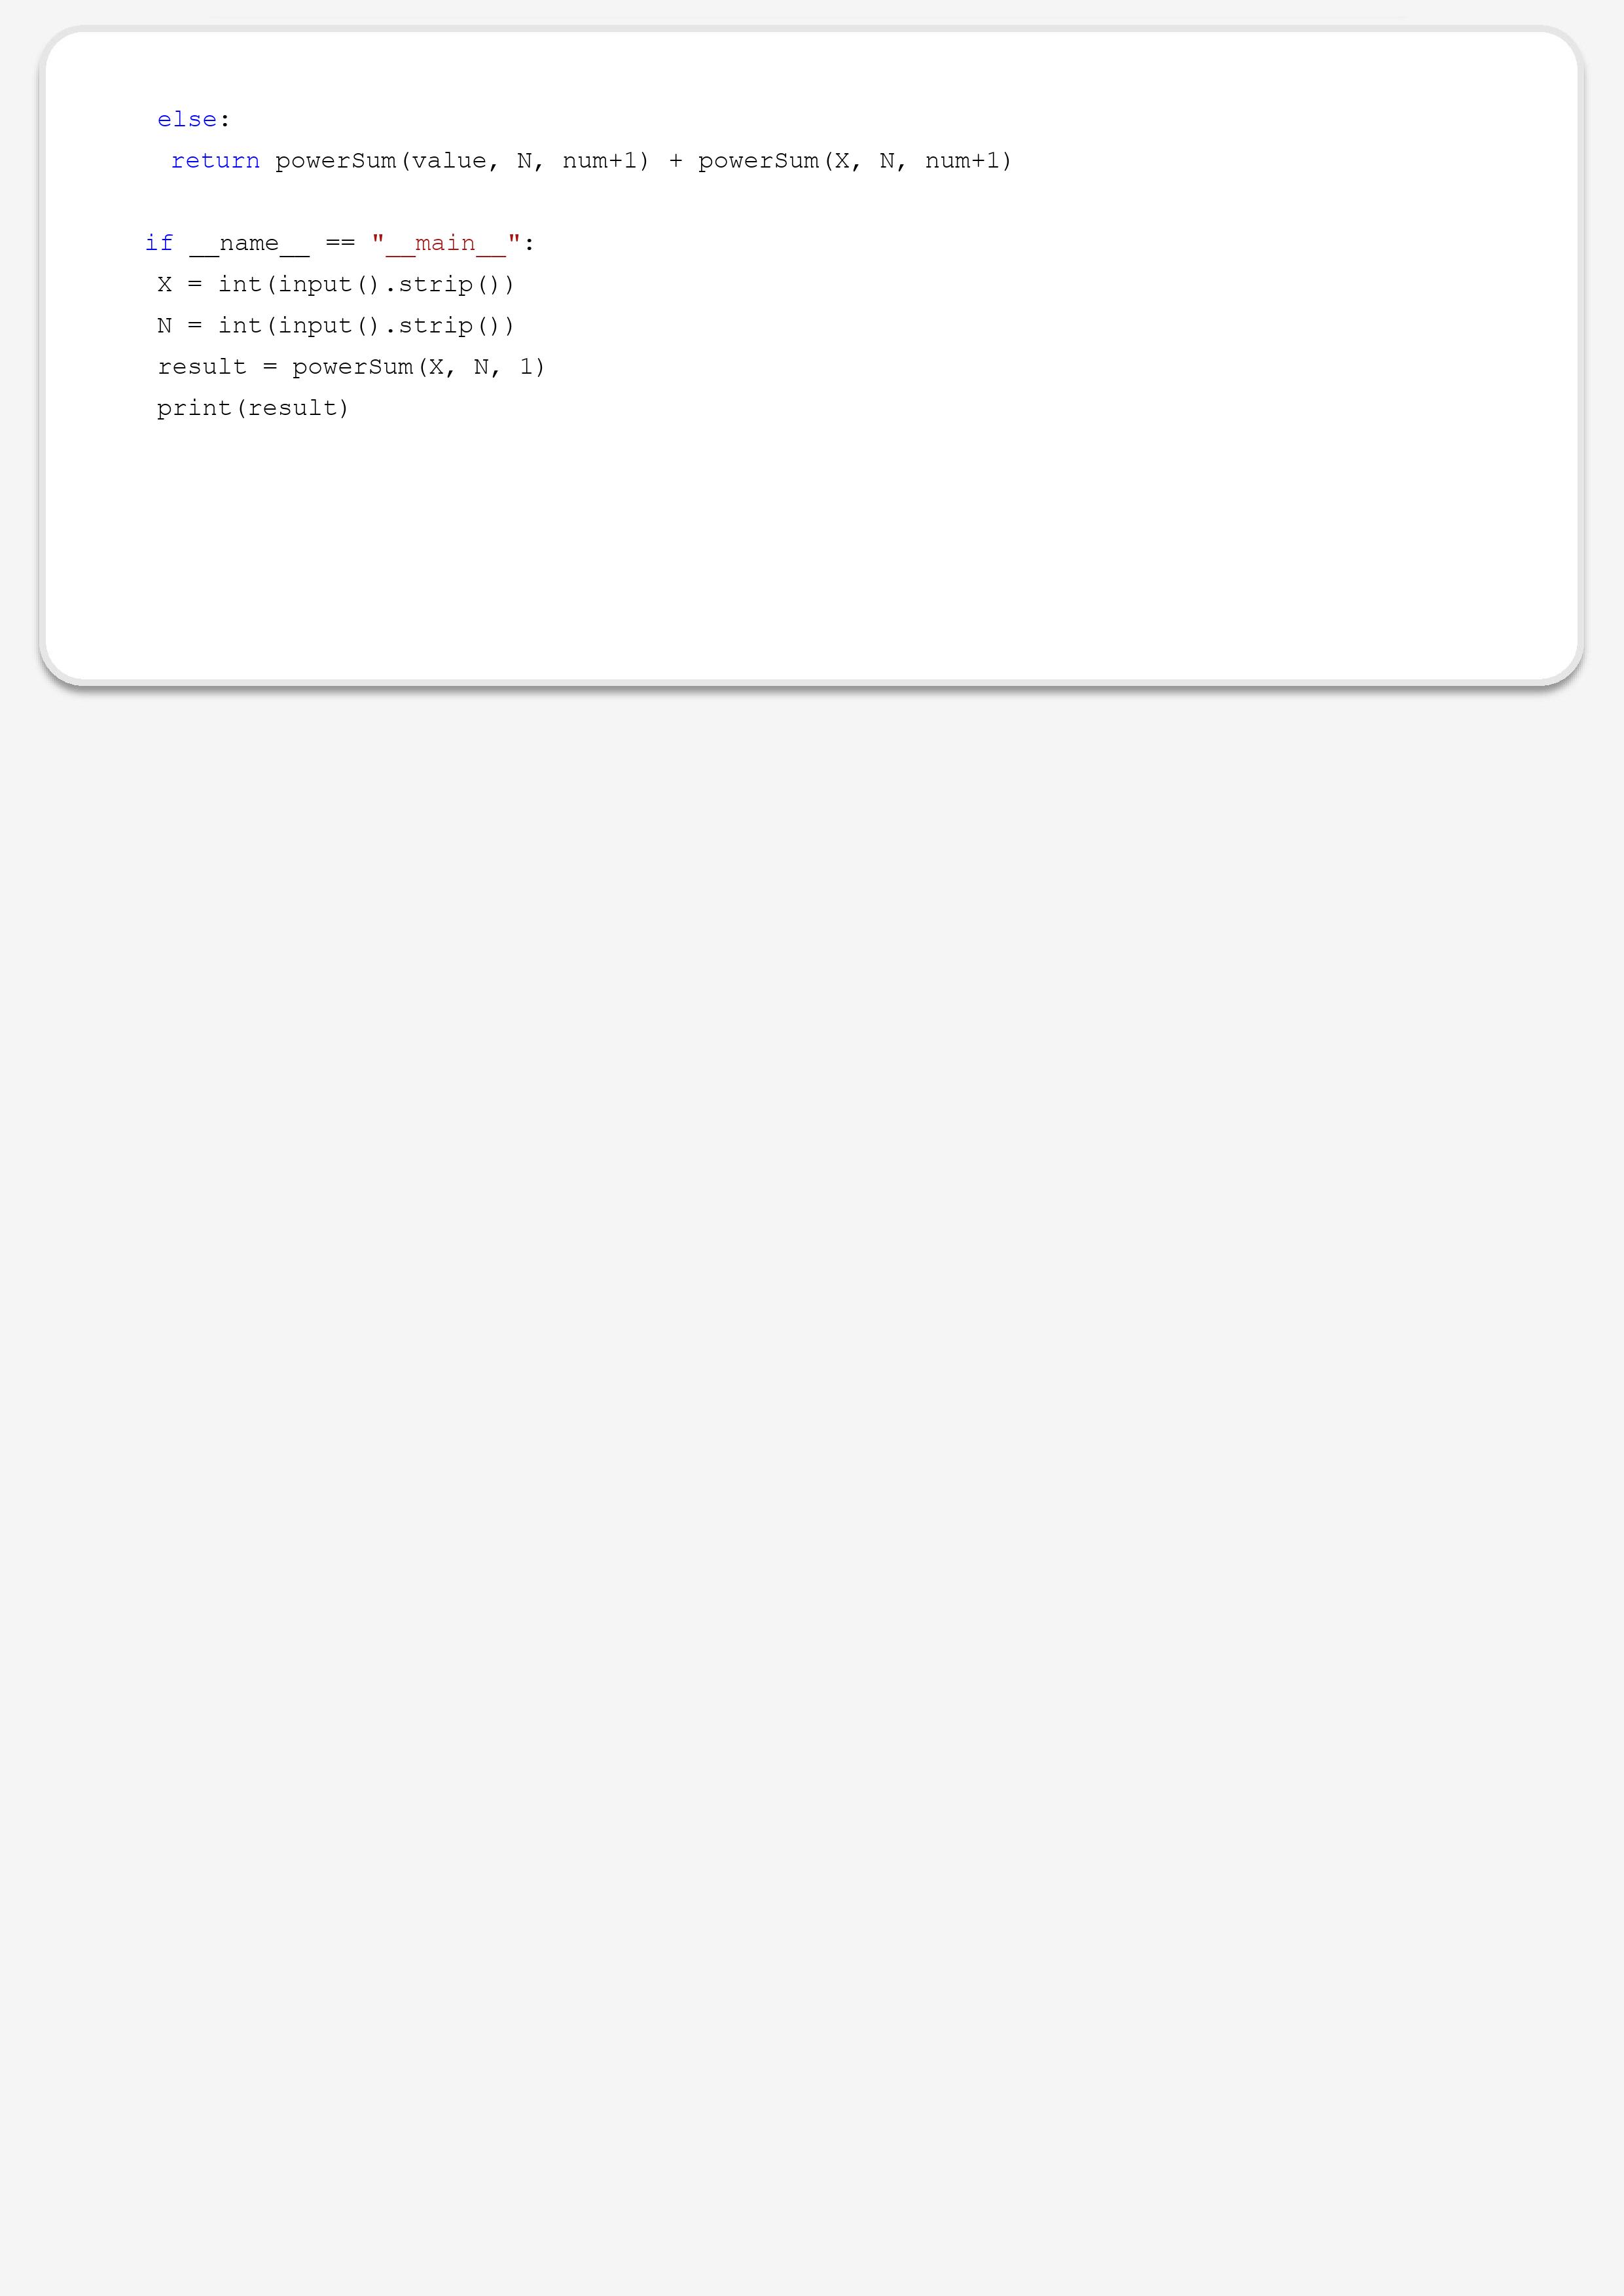 else:
return powerSum(value, N, num+1) + powerSum(X, N, num+1)
if __name__ == "__main__":
X = int(input().strip())
N = int(input().strip())
result = powerSum(X, N, 1)
print(result)